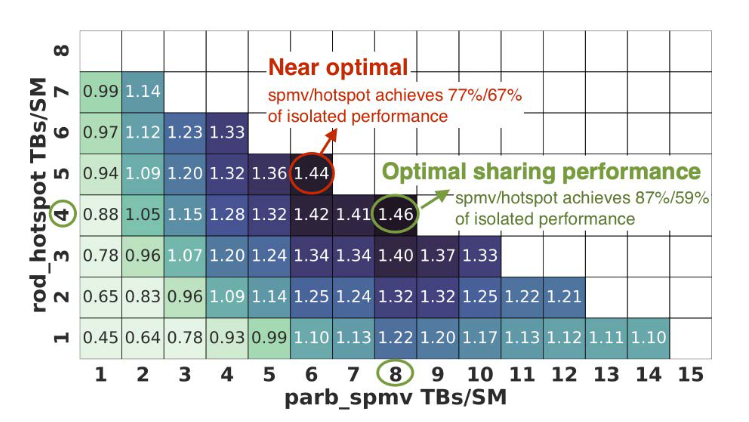 8
Near optimal
7 0.99 1.14
spmv/hotspot achieves 77%/67%
of isolated performance
6 0.97 1.12 1.23 1.33
5 0.94 1.09 1.20 1.32 1.36 1.44
Optimal sharing performance
spmv/hotspot achieves 87%/59%
of isolated performance
4 0.88 1.05 1.15 1.28 1.32 1.42 1.41 1.46
3 0.78 0.96 1.07 1.20 1.24 1.34 1.34 1.40 1.37 1.33
2 0.65 0.83 0.96 1.09 1.14 1.25 1.24 1.32 1.32 1.25 1.22 1.21
1 0.45 0.64 0.78 0.93 0.99 1.10 1.13 1.22 1.20 1.17 1.13 1.12 1.11 1.10
rod_hotspot TBs/SM
1 2 3 4 5 6 7 8 9 10 11 12 13 14 15
parb_spmv TBs/SM